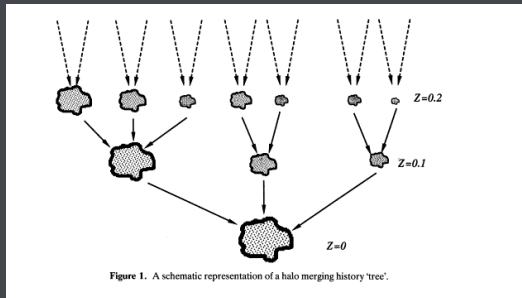 Z=0.2
Z=0.1
Z=0
Figure 1. A schematic representation of a halo merging history 'tree'.